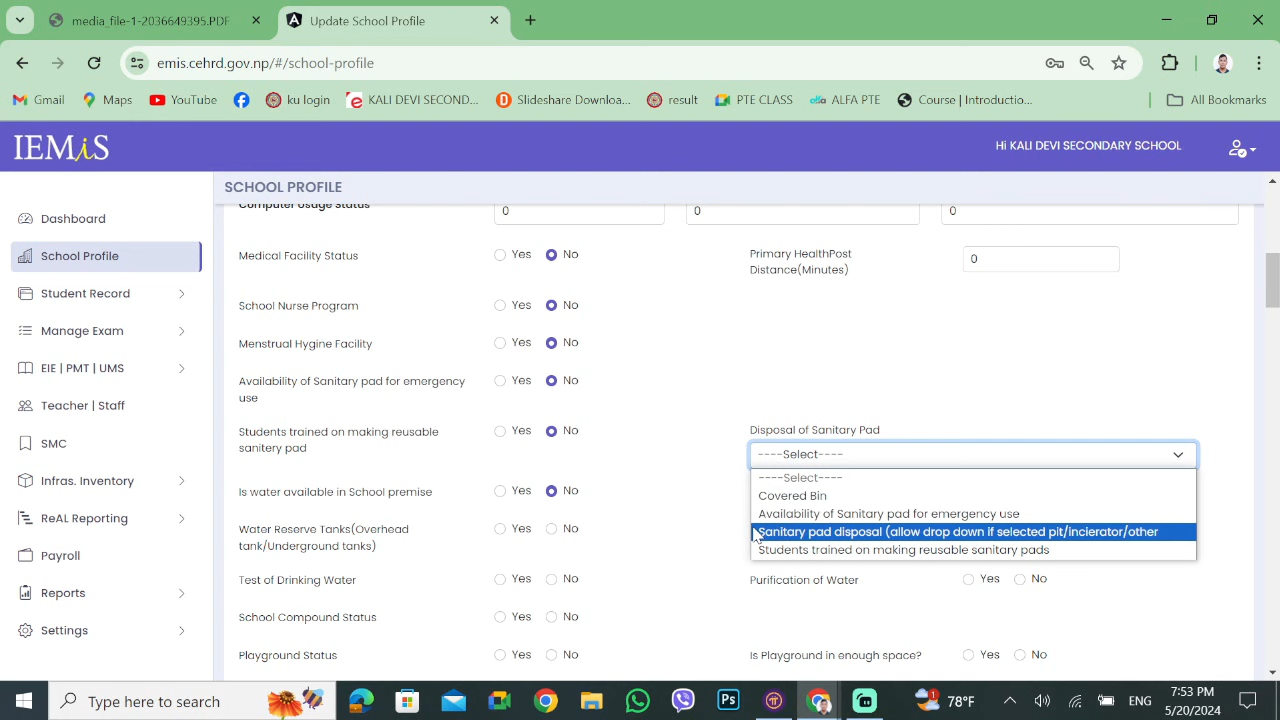 media_file-1-2036649395.PDF
Update School Profile
emis.cehrd.gov.np/#/school-profile
Gmail
Maps
YouTube
ku login
KALI DEVI SECOND...
Slideshare Downloa...
result
PTE CLASS
ALFA PTE
Course | Introductio...
All Bookmarks
IEMiS
Hi KALI DEVI SECONDARY SCHOOL
Dashboard
School Profile
Student Record
Manage Exam
EIE | PMT | UMS
Teacher | Staff
SMC
Infras. Inventory
ReAL Reporting
Payroll
Reports
Settings
SCHOOL PROFILE
Computer Usage Status
0
0
0
Medical Facility Status
Yes No
Primary HealthPost
Distance(Minutes)
0
School Nurse Program
Yes No
Menstrual Hygine Facility
Yes No
Availability of Sanitary pad for emergency
use
Yes No
Students trained on making reusable
sanitery pad
Yes No
Disposal of Sanitary Pad
----Select----
----Select----
Covered Bin
Availability of Sanitary pad for emergency use
Sanitary pad disposal (allow drop down if selected pit/incierator/other
Students trained on making reusable sanitary pads
Is water available in School premise
Yes No
Water Reserve Tanks(Overhead
tank/Underground tanks)
Yes No
Test of Drinking Water
Yes No
Purification of Water
Yes No
School Compound Status
Yes No
Playground Status
Yes No
Is Playground in enough space?
Yes No
Type here to search
Ps
1
78°F
ENG
7:53 PM
5/20/2024